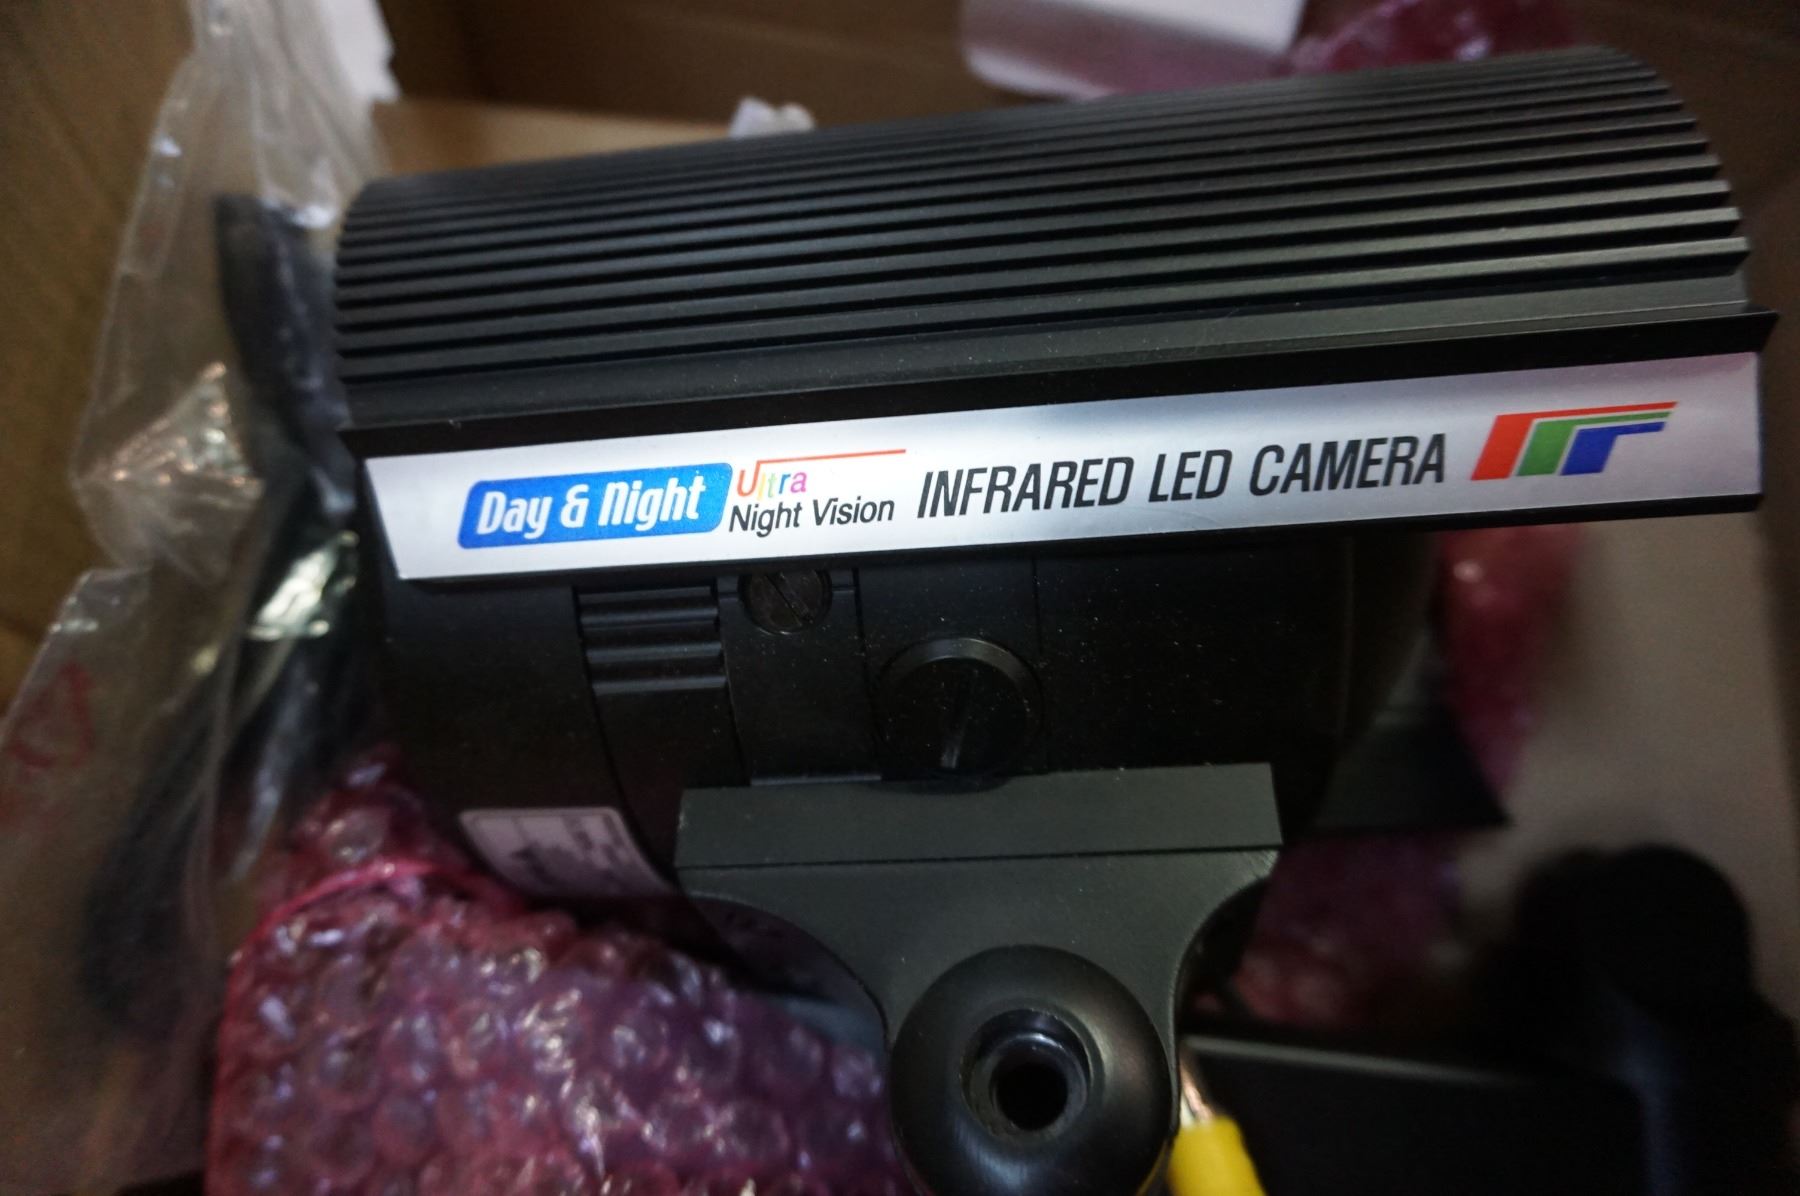 Day & Night Ultra
Night Vision INFRARED LED CAMERA